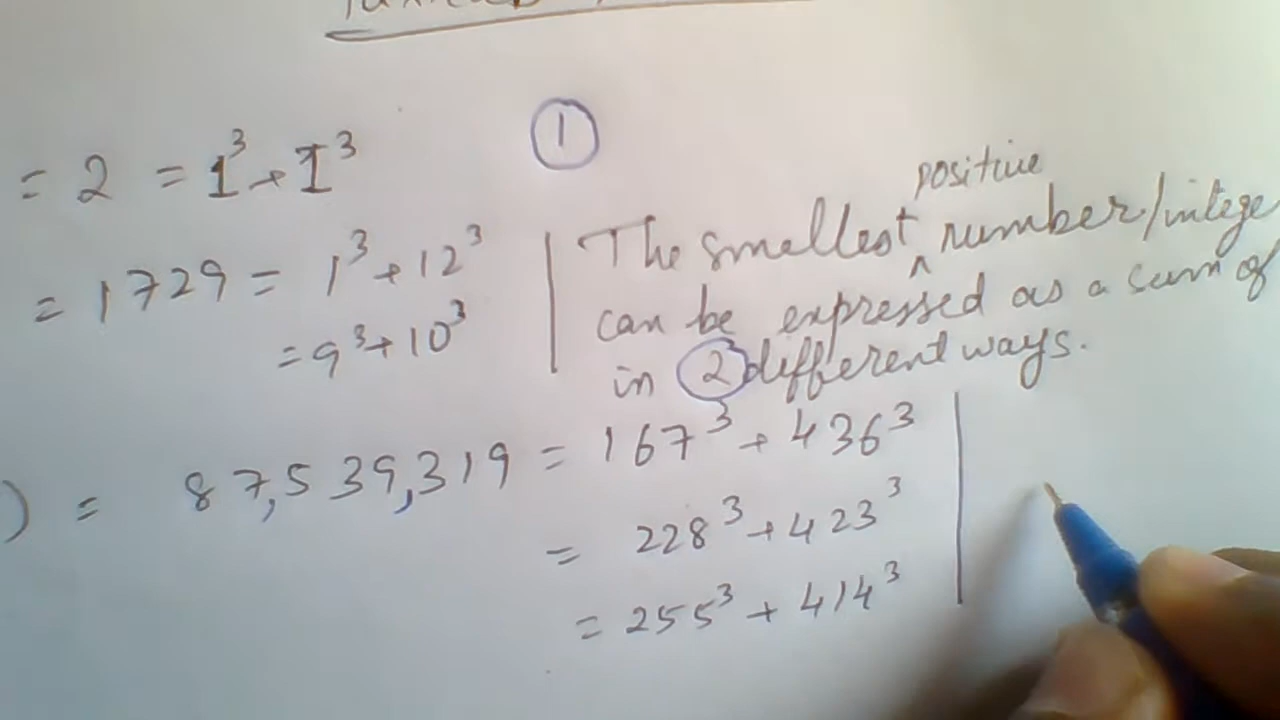 ①
= 2 = 1³ + 1³
= 1729 = 1³ + 12³
= 9³ + 10³
positive
The smallest ^ number/intege
can be expressed as a sum of
in ② different ways.
) = 87,539,319 = 167³ + 436³
= 228³ + 423³
= 255³ + 414³